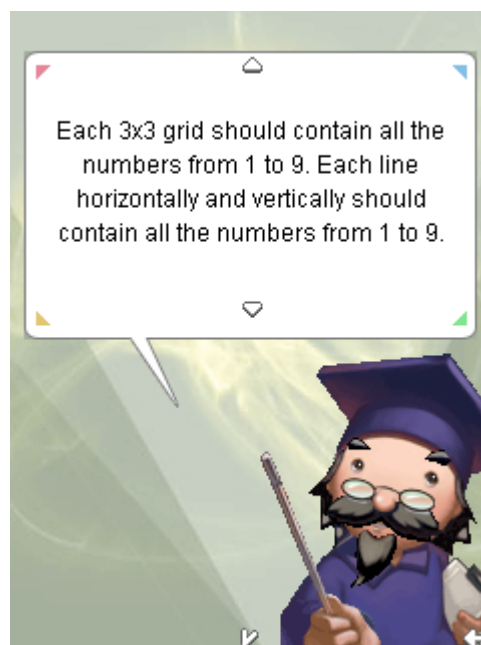 Each 3x3 grid should contain all the
numbers from 1 to 9. Each line
horizontally and vertically should
contain all the numbers from 1 to 9.